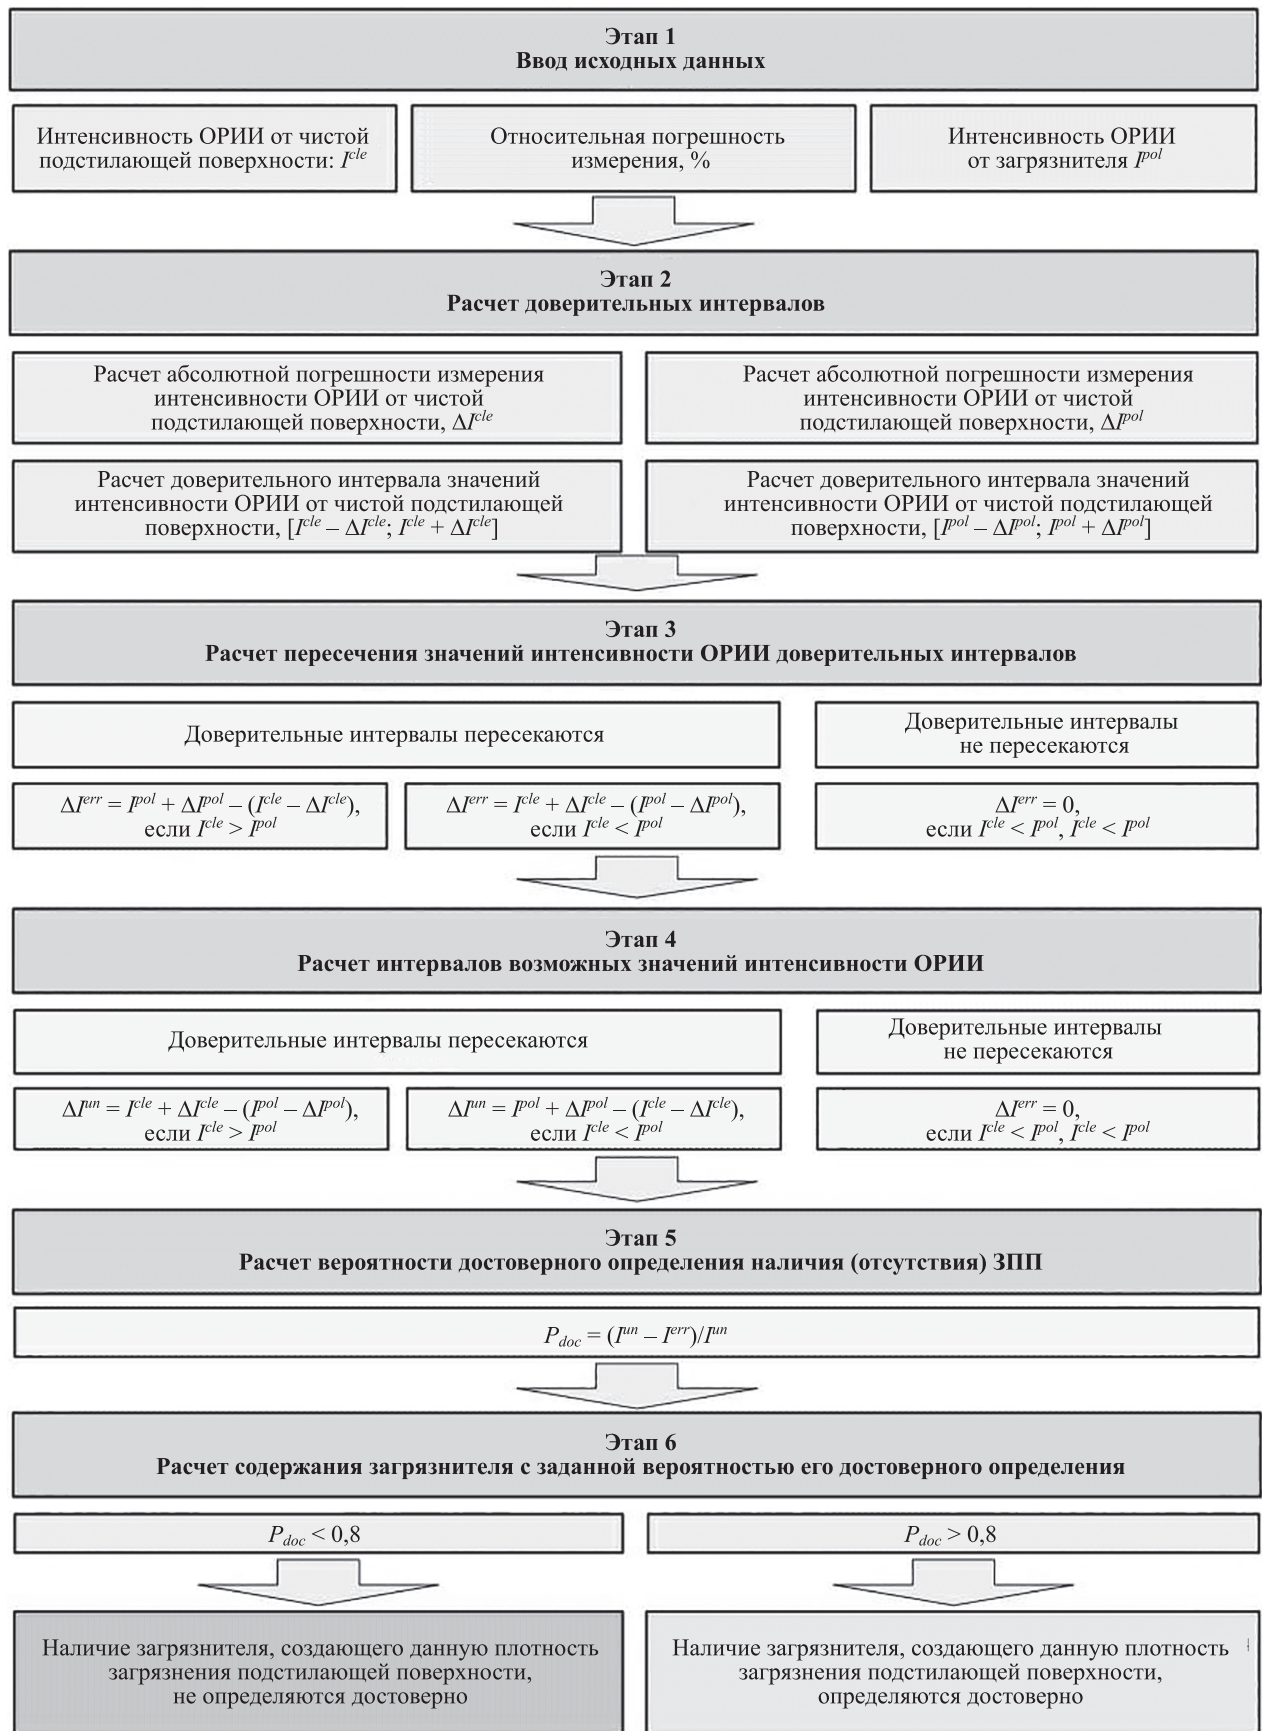 Этап 1
Ввод исходных данных
Интенсивность ОРИИ от чистой
подстилающей поверхности: I^cle
Относительная погрешность
измерения, %
Интенсивность ОРИИ
от загрязнителя I^pol
Этап 2
Расчет доверительных интервалов
Расчет абсолютной погрешности измерения
интенсивности ОРИИ от чистой
подстилающей поверхности, ΔI^cle
Расчет абсолютной погрешности измерения
интенсивности ОРИИ от чистой
подстилающей поверхности, ΔI^pol
Расчет доверительного интервала значений
интенсивности ОРИИ от чистой подстилающей
поверхности, [I^cle – ΔI^cle; I^cle + ΔI^cle]
Расчет доверительного интервала значений
интенсивности ОРИИ от чистой подстилающей
поверхности, [I^pol – ΔI^pol; I^pol + ΔI^pol]
Этап 3
Расчет пересечения значений интенсивности ОРИИ доверительных интервалов
Доверительные интервалы пересекаются
Доверительные интервалы
не пересекаются
ΔI^err = I^pol + ΔI^pol – (I^cle – ΔI^cle),
если I^cle > I^pol
ΔI^err = I^cle + ΔI^cle – (I^pol – ΔI^pol),
если I^cle < I^pol
ΔI^err = 0,
если I^cle < I^pol, I^cle < I^pol
Этап 4
Расчет интервалов возможных значений интенсивности ОРИИ
Доверительные интервалы пересекаются
Доверительные интервалы
не пересекаются
ΔI^un = I^cle + ΔI^cle – (I^pol – ΔI^pol),
если I^cle > I^pol
ΔI^un = I^pol + ΔI^pol – (I^cle – ΔI^cle),
если I^cle < I^pol
ΔI^err = 0,
если I^cle < I^pol, I^cle < I^pol
Этап 5
Расчет вероятности достоверного определения наличия (отсутствия) ЗПП
P_doc = (I^un – I^err)/I^un
Этап 6
Расчет содержания загрязнителя с заданной вероятностью его достоверного определения
P_doc < 0,8
P_doc > 0,8
Наличие загрязнителя, создающего данную плотность
загрязнения подстилающей поверхности,
не определяются достоверно
Наличие загрязнителя, создающего данную плотность
загрязнения подстилающей поверхности,
определяются достоверно